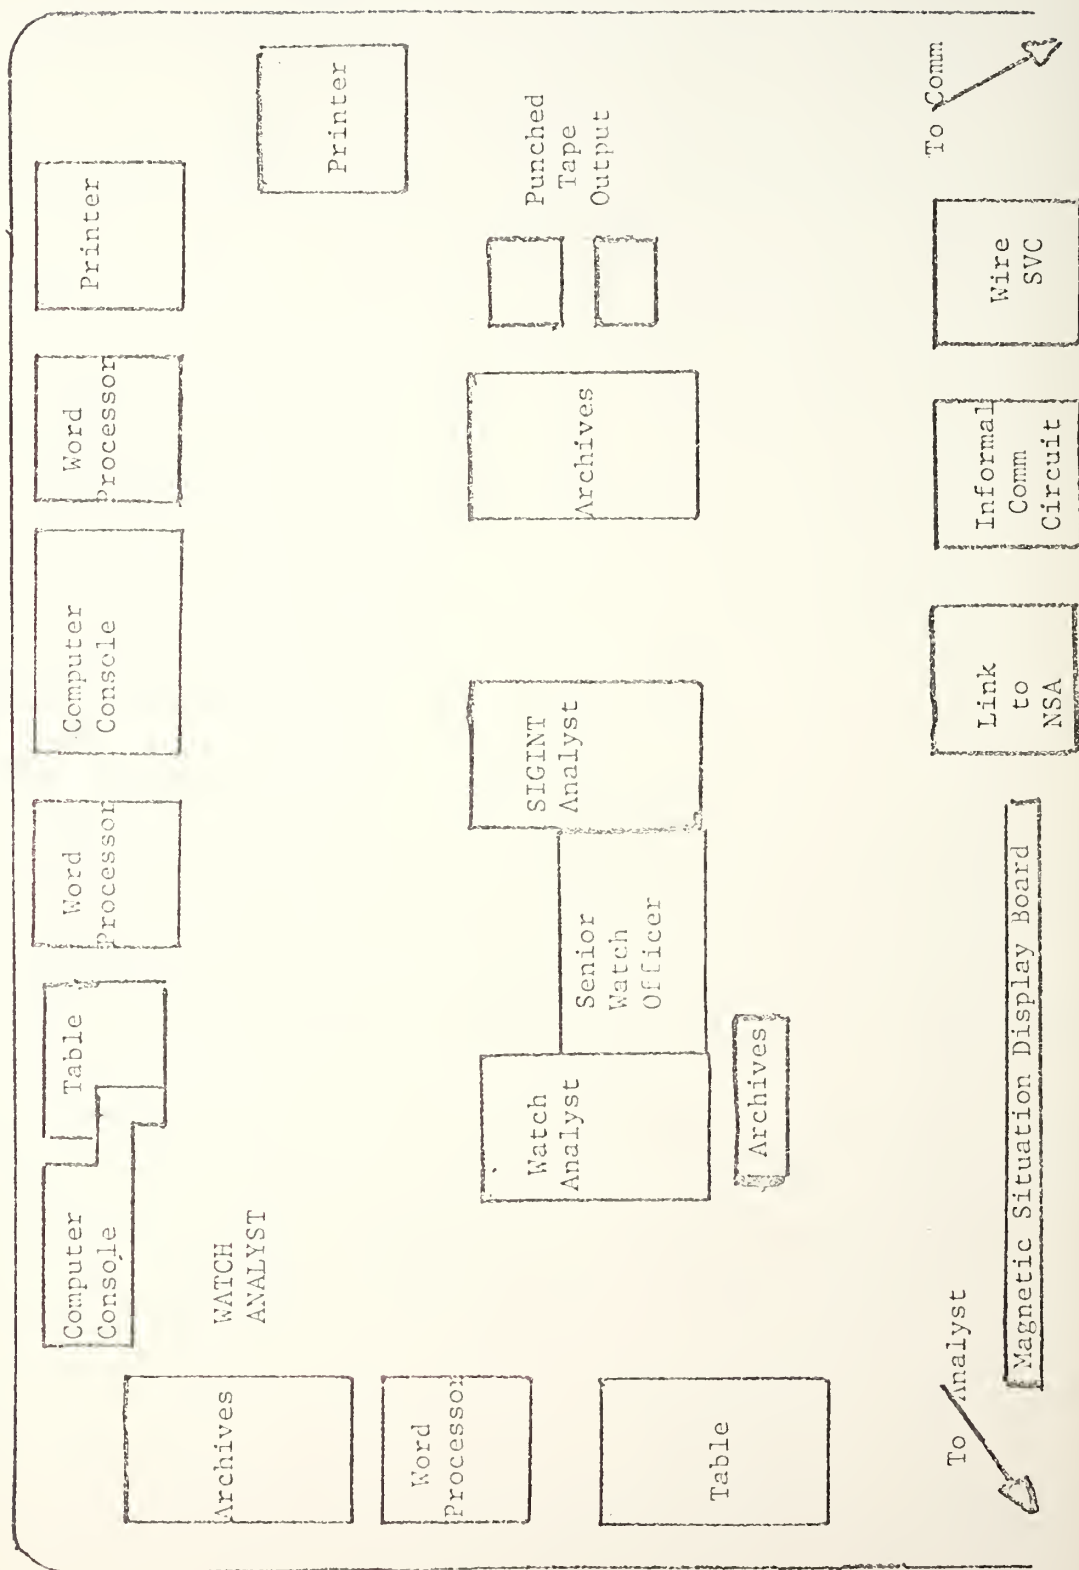 Computer
Console
Table
Word
Processor
Computer
Console
Word
Processor
Printer
Archives
WATCH
ANALYST
Printer
Word
Processor
Watch
Analyst
Senior
Watch
Officer
SIGINT
Analyst
Archives
Punched
Tape
Output
Table
Archives
To Analyst
Magnetic Situation Display Board
Link
to
NSA
Informal
Comm
Circuit
Wire
SVC
To Comm